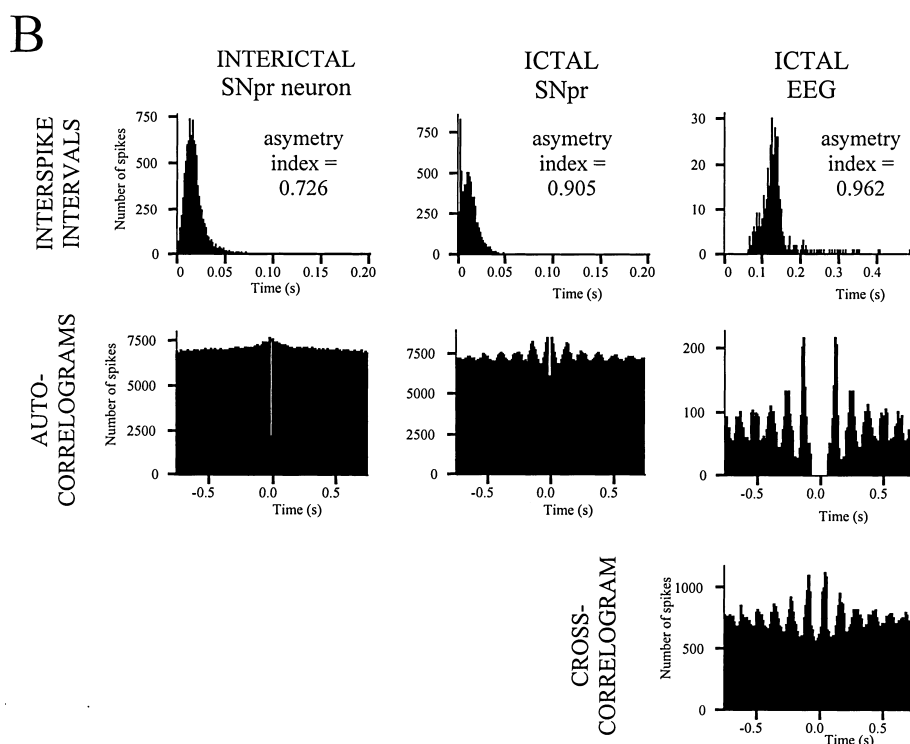 B
INTERICTAL
SNpr neuron
ICTAL
SNpr
ICTAL
EEG
INTERSPIKE
INTERVALS
Number of spikes
750
500
250
0
asymetry
index =
0.726
0 0.05 0.10 0.15 0.20
Time (s)
750
500
250
0
asymetry
index =
0.905
0 0.05 0.10 0.15 0.20
Time (s)
30
20
10
0
asymetry
index =
0.962
0 0.1 0.2 0.3 0.4
Time (s)
AUTO-
CORRELOGRAMS
Number of spikes
7500
5000
2500
0
-0.5 0.0 0.5
Time (s)
7500
5000
2500
0
-0.5 0.0 0.5
Time (s)
200
100
0
-0.5 0.0 0.5
Time (s)
CROSS-
CORRELOGRAM
Number of spikes
1000
500
0
-0.5 0.0 0.5
Time (s)